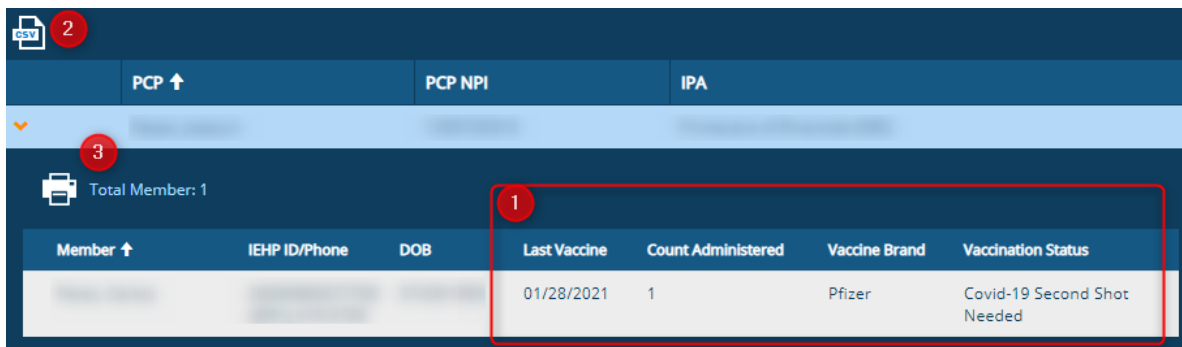 CSV 2
PCP PCP NPI IPA
3
Total Member: 1
1
Member IEHP ID/Phone DOB Last Vaccine Count Administered Vaccine Brand Vaccination Status
01/28/2021 1 Pfizer Covid-19 Second Shot
Needed